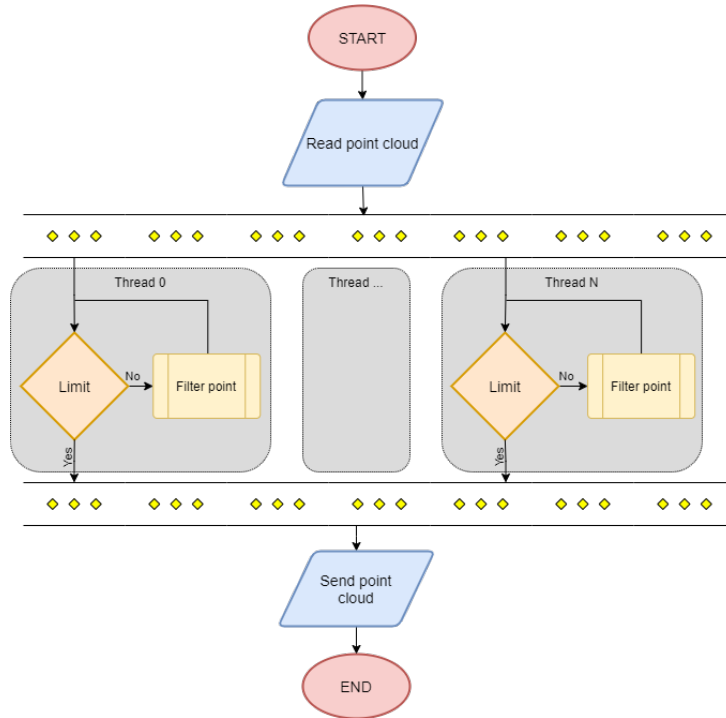 START
Read point cloud
Thread 0
Thread ...
Thread N
Limit
No
Filter point
Yes
Limit
No
Filter point
Yes
Send point
cloud
END